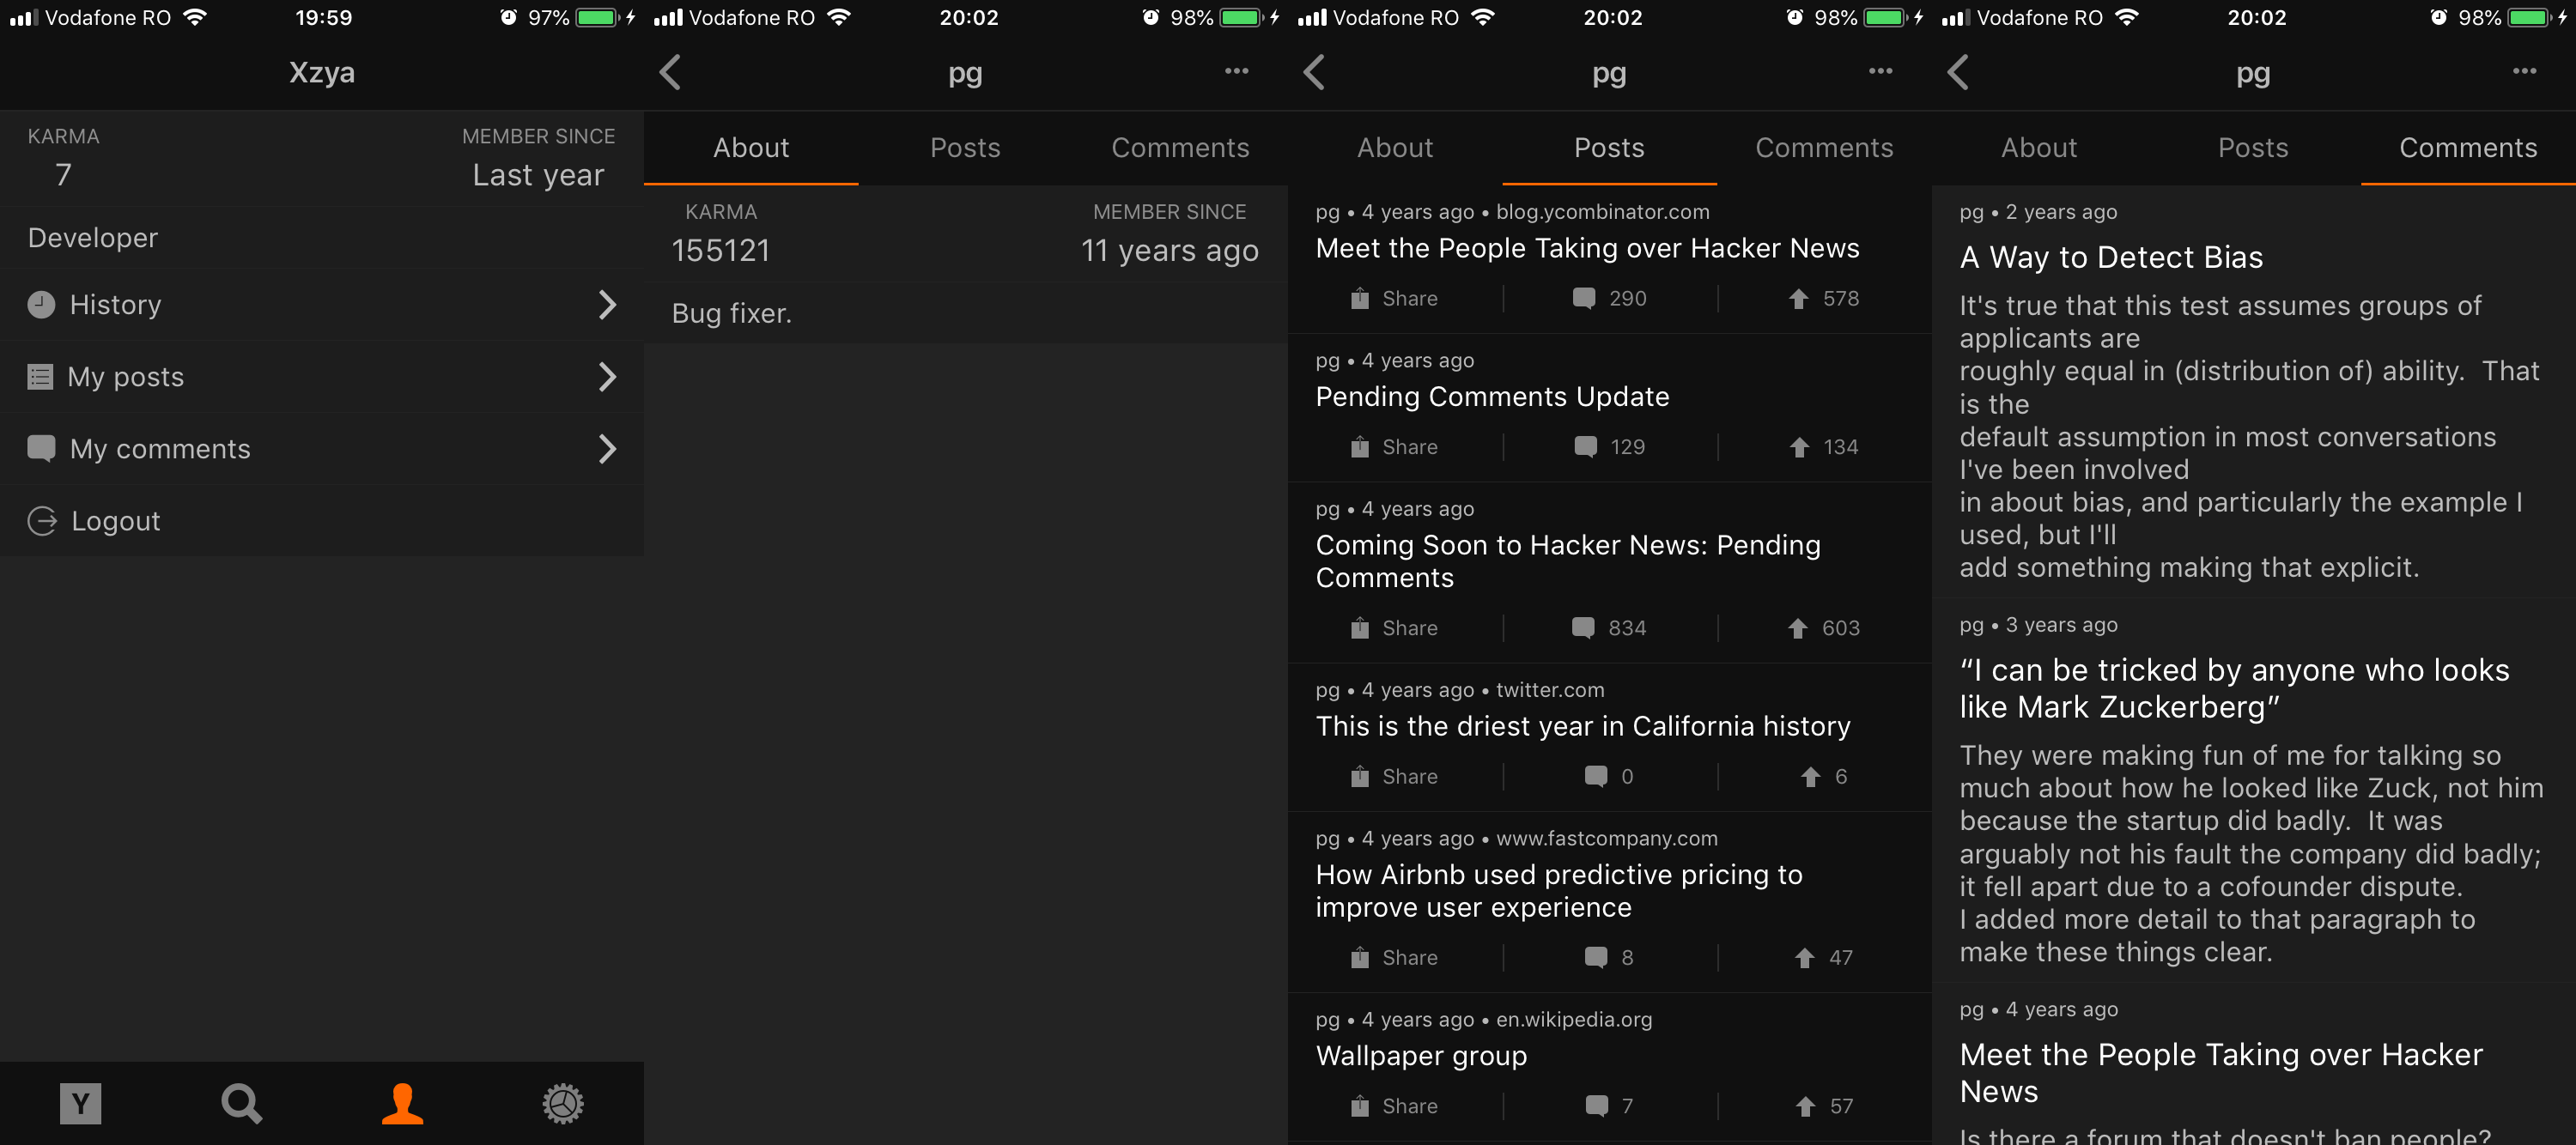 Vodafone RO 19:59 97%
Xzya
KARMA MEMBER SINCE
7 Last year
Developer
History
My posts
My comments
Logout
Y
Vodafone RO 20:02 98%
pg
About Posts Comments
KARMA MEMBER SINCE
155121 11 years ago
Bug fixer.
Vodafone RO 20:02 98%
pg
About Posts Comments
pg • 4 years ago • blog.ycombinator.com
Meet the People Taking over Hacker News
Share 290 578
pg • 4 years ago
Pending Comments Update
Share 129 134
pg • 4 years ago
Coming Soon to Hacker News: Pending
Comments
Share 834 603
pg • 4 years ago • twitter.com
This is the driest year in California history
Share 0 6
pg • 4 years ago • www.fastcompany.com
How Airbnb used predictive pricing to
improve user experience
Share 8 47
pg • 4 years ago • en.wikipedia.org
Wallpaper group
Share 7 57
Vodafone RO 20:02 98%
pg
About Posts Comments
pg • 2 years ago
A Way to Detect Bias
It's true that this test assumes groups of
applicants are
roughly equal in (distribution of) ability.  That
is the
default assumption in most conversations
I've been involved
in about bias, and particularly the example I
used, but I'll
add something making that explicit.
pg • 3 years ago
“I can be tricked by anyone who looks
like Mark Zuckerberg”
They were making fun of me for talking so
much about how he looked like Zuck, not him
because the startup did badly.  It was
arguably not his fault the company did badly;
it fell apart due to a cofounder dispute.
I added more detail to that paragraph to
make these things clear.
pg • 4 years ago
Meet the People Taking over Hacker
News
Is there a forum that doesn't ban people?